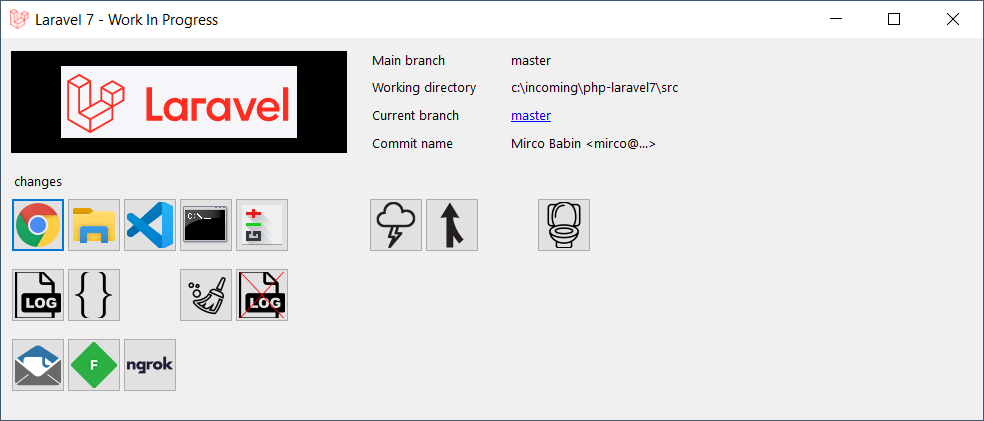 Laravel 7 - Work In Progress
Laravel
Main branch master
Working directory c:\incoming\php-laravel7\src
Current branch master
Commit name Mirco Babin <mirco@...>
changes
C:\_
LOG
{ }
LOG
F
ngrok